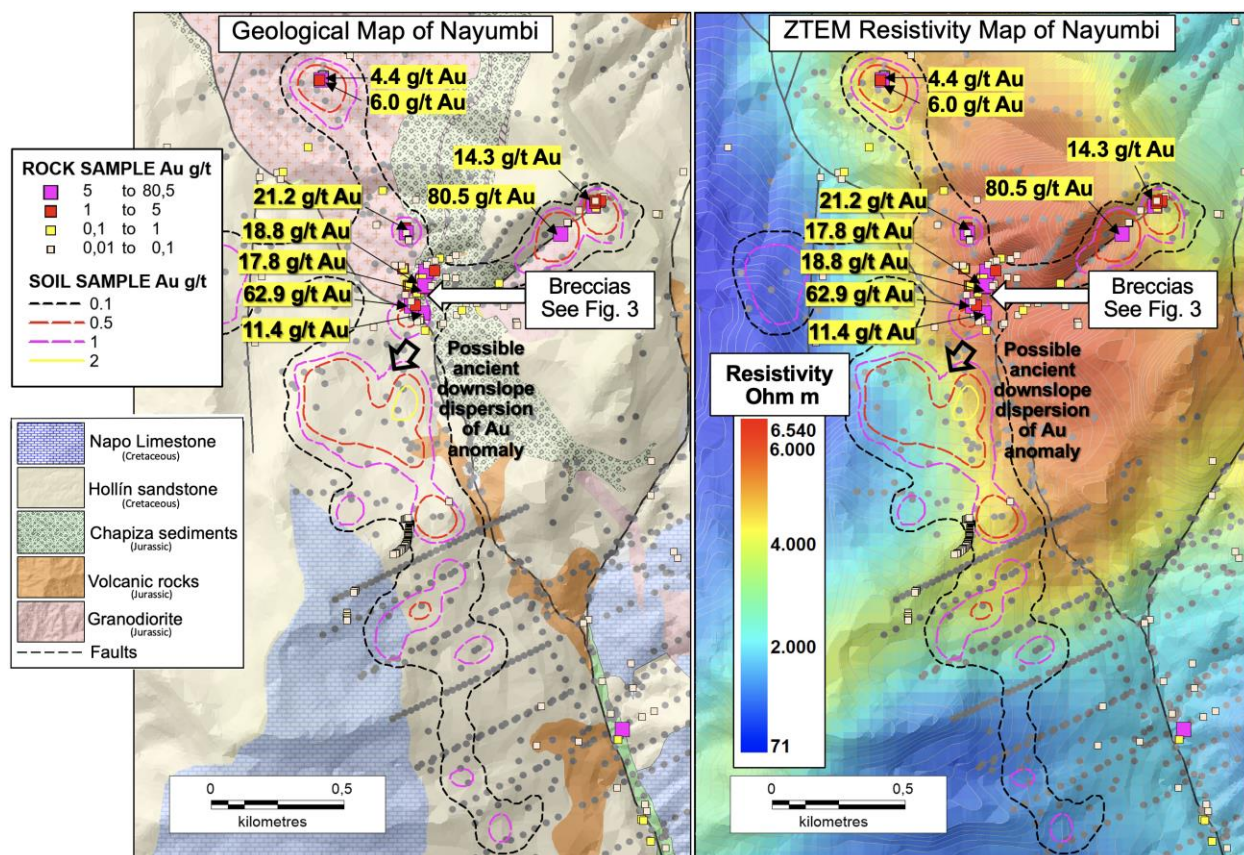 Geological Map of Nayumbi
4.4 g/t Au
6.0 g/t Au
14.3 g/t Au
80.5 g/t Au
21.2 g/t Au
18.8 g/t Au
17.8 g/t Au
62.9 g/t Au
11.4 g/t Au
Breccias
See Fig. 3
Possible
ancient
downslope
dispersion
of Au
anomaly
ROCK SAMPLE Au g/t
5 to 80,5
1 to 5
0,1 to 1
0,01 to 0,1
SOIL SAMPLE Au g/t
0.1
0.5
1
2
Napo Limestone
(Cretaceous)
Hollín sandstone
(Cretaceous)
Chapiza sediments
(Jurassic)
Volcanic rocks
(Jurassic)
Granodiorite
(Jurassic)
Faults
0 0,5
kilometres
ZTEM Resistivity Map of Nayumbi
4.4 g/t Au
6.0 g/t Au
14.3 g/t Au
80.5 g/t Au
21.2 g/t Au
17.8 g/t Au
18.8 g/t Au
62.9 g/t Au
11.4 g/t Au
Breccias
See Fig. 3
Possible
ancient
downslope
dispersion
of Au
anomaly
Resistivity
Ohm m
6.540
6.000
4.000
2.000
71
0 0,5
kilometres